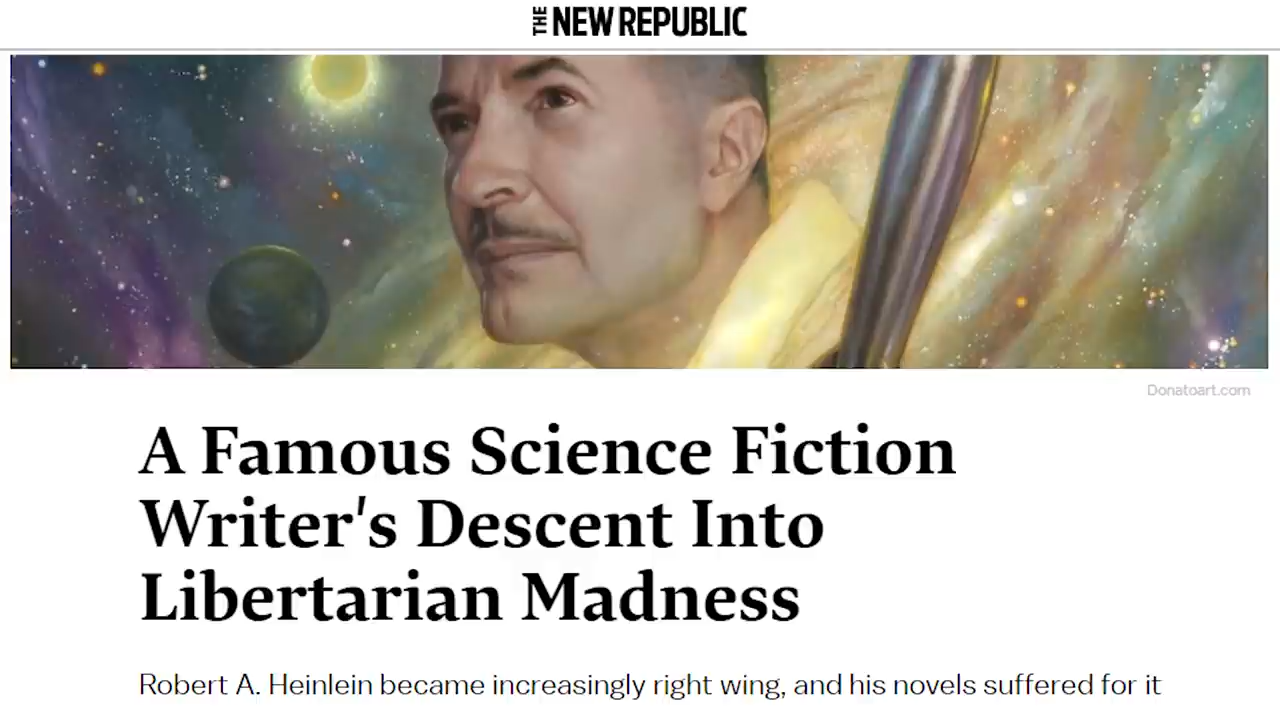 THE NEW REPUBLIC
Donatoart.com
A Famous Science Fiction
Writer's Descent Into
Libertarian Madness
Robert A. Heinlein became increasingly right wing, and his novels suffered for it